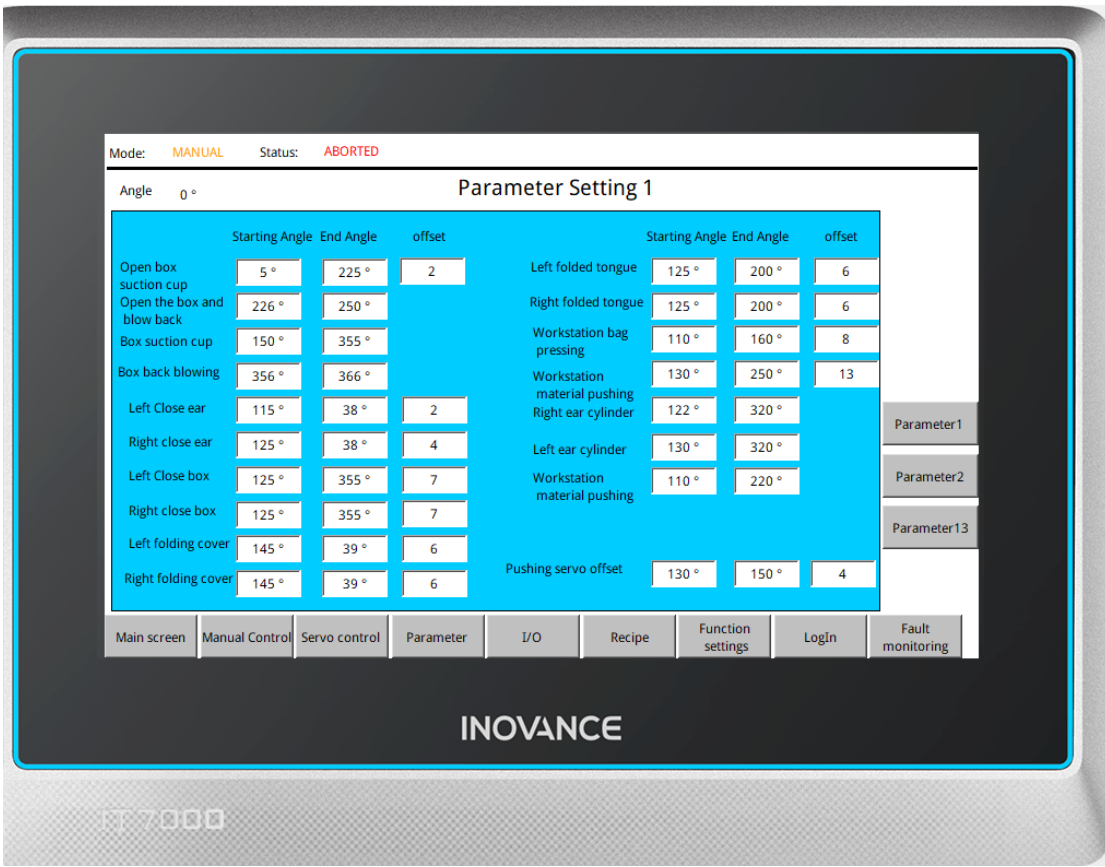 Mode: MANUAL Status: ABORTED
Angle 0 ° Parameter Setting 1
Starting Angle End Angle offset Starting Angle End Angle offset
Open box
suction cup 5 ° 225 ° 2
Open the box and
blow back 226 ° 250 °
Box suction cup 150 ° 355 °
Box back blowing 356 ° 366 °
Left Close ear 115 ° 38 ° 2
Right close ear 125 ° 38 ° 4
Left Close box 125 ° 355 ° 7
Right close box 125 ° 355 ° 7
Left folding cover 145 ° 39 ° 6
Right folding cover 145 ° 39 ° 6
Left folded tongue 125 ° 200 ° 6
Right folded tongue 125 ° 200 ° 6
Workstation bag
pressing 110 ° 160 ° 8
Workstation
material pushing 130 ° 250 ° 13
Right ear cylinder 122 ° 320 °
Left ear cylinder 130 ° 320 °
Workstation
material pushing 110 ° 220 °
Pushing servo offset 130 ° 150 ° 4
Parameter1
Parameter2
Parameter13
Main screen Manual Control Servo control Parameter I/O Recipe Function
settings LogIn Fault
monitoring
INOVANCE
IT7000